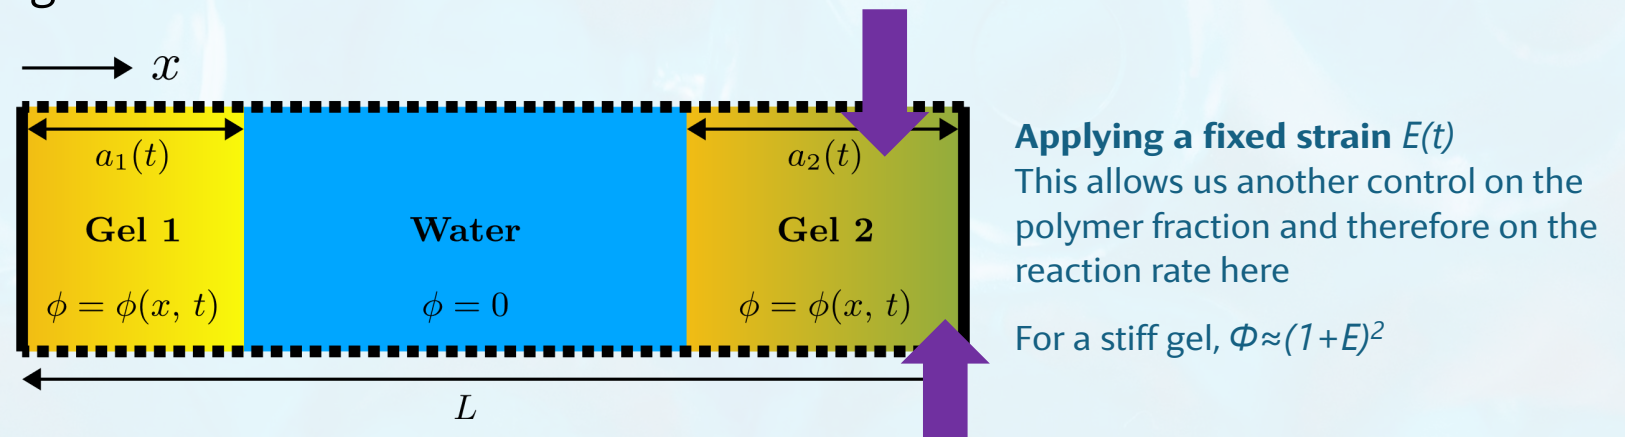 x
a₁(t)
a₂(t)
Gel 1
Water
Gel 2
ϕ = ϕ(x, t)
ϕ = 0
ϕ = ϕ(x, t)
L
Applying a fixed strain E(t)
This allows us another control on the
polymer fraction and therefore on the
reaction rate here
For a stiff gel, Φ≈(1+E)²